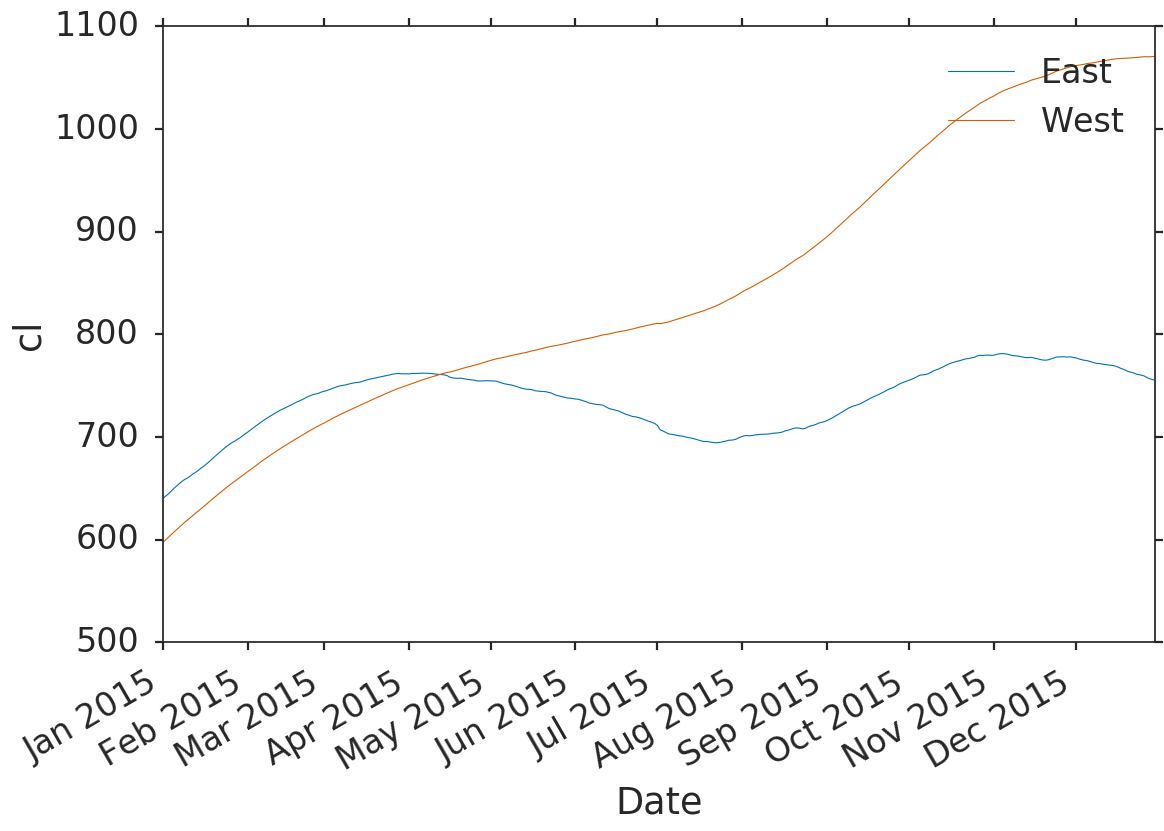 1100
1000
900
800
700
600
500
cl
East
West
Jan 2015
Feb 2015
Mar 2015
Apr 2015
May 2015
Jun 2015
Jul 2015
Aug 2015
Sep 2015
Oct 2015
Nov 2015
Dec 2015
Date